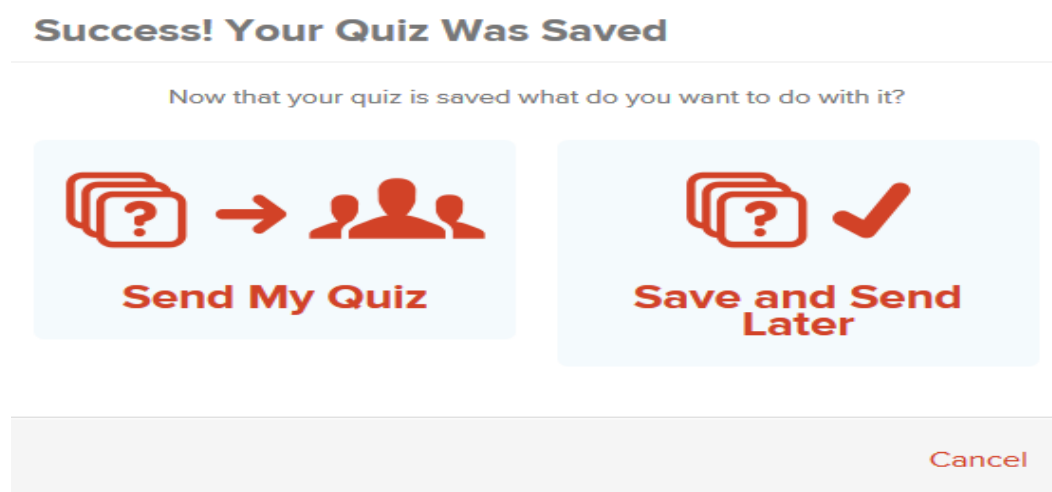 Success! Your Quiz Was Saved
Now that your quiz is saved what do you want to do with it?
Send My Quiz
Save and Send
Later
Cancel